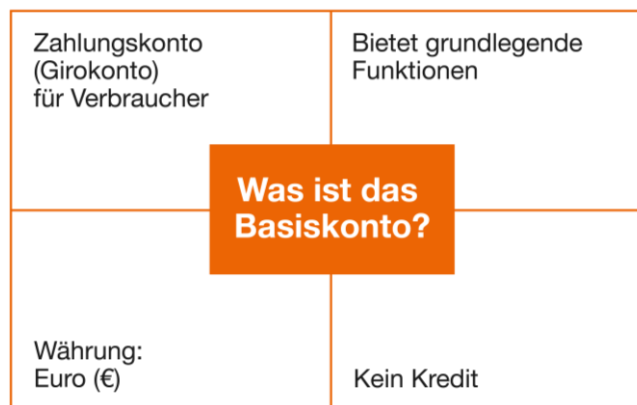 Zahlungskonto
(Girokonto)
für Verbraucher
Bietet grundlegende
Funktionen
Was ist das
Basiskonto?
Währung:
Euro (€)
Kein Kredit